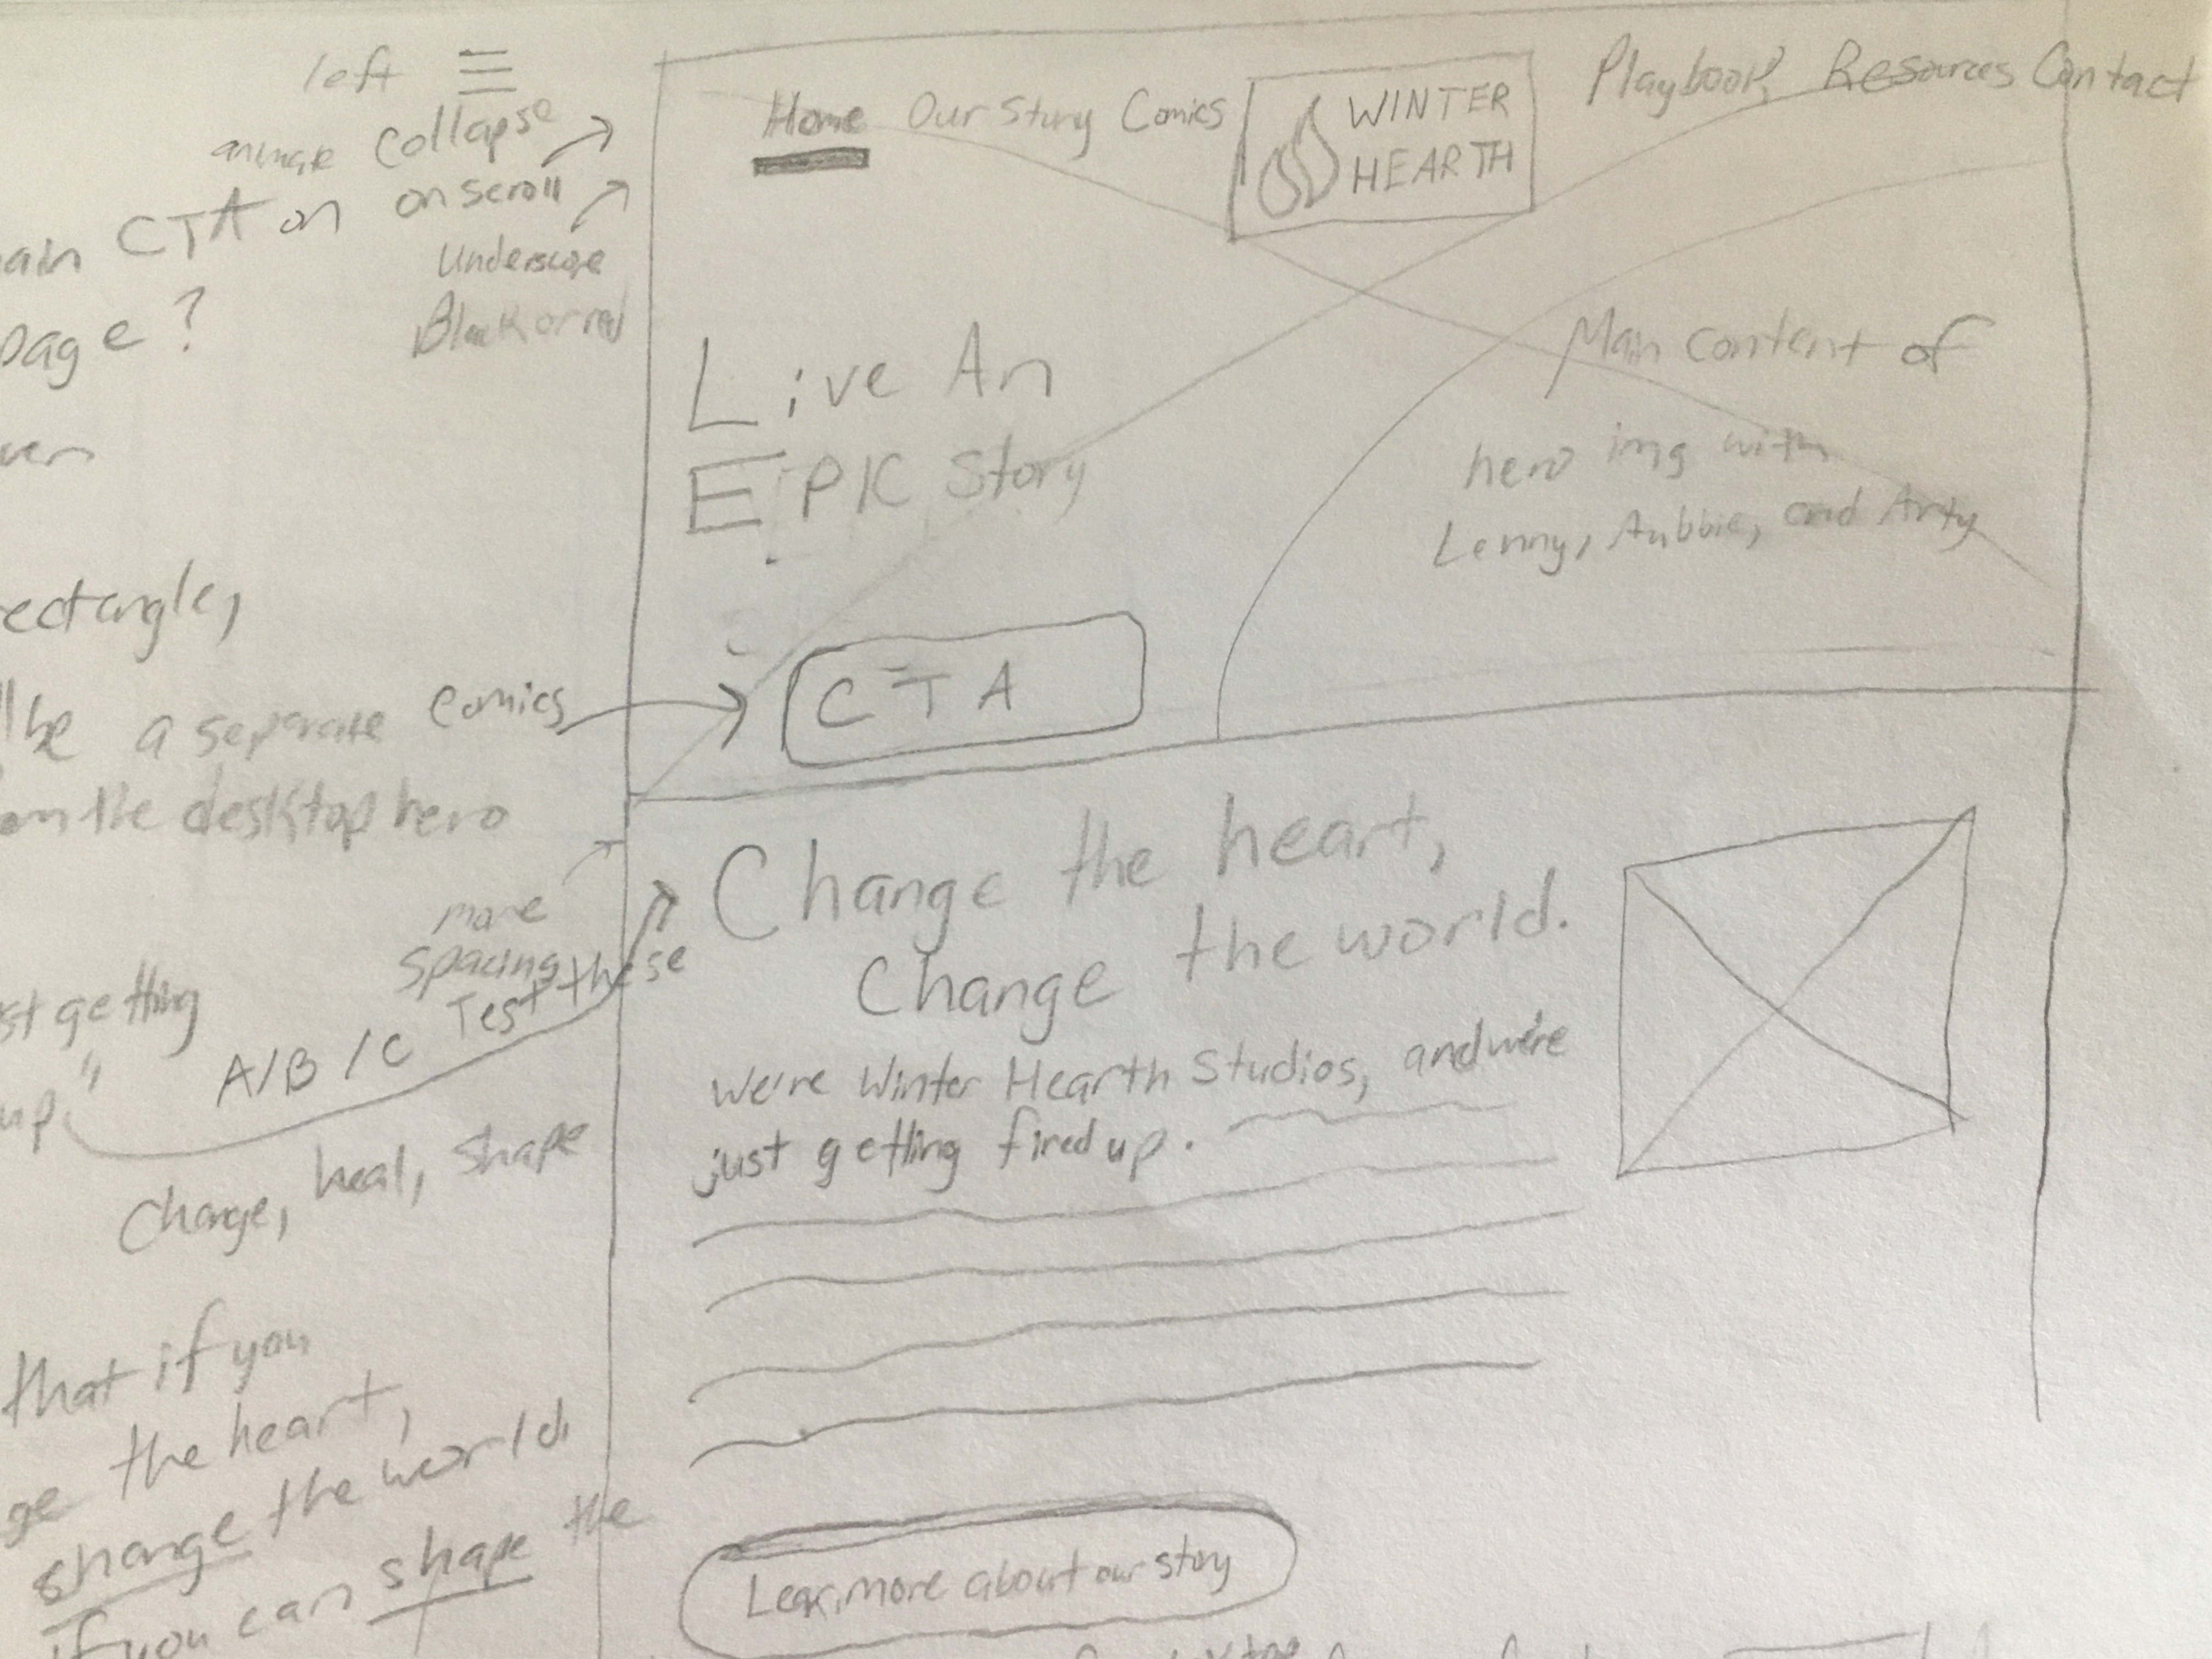 left
animate collapse
on scroll
ain CTA on
page?
Underscore
Black or red
ver
ectangle,
ll be a separate comics
om the desktop hero
more
spacing
st getting
up."
A/B/C Test these
Change, heal, shape
that if you
ge the heart,
change the world.
if you can shape the
Home Our Story Comics
WINTER
HEARTH
Playbook Resources Contact
Live An
EPIC Story
Main content of
hero img with
Lenny, Aubbie, and Arty
CTA
Change the heart,
Change the world.
We're Winter Hearth Studios, and we're
just getting fired up.
Learn more about our story